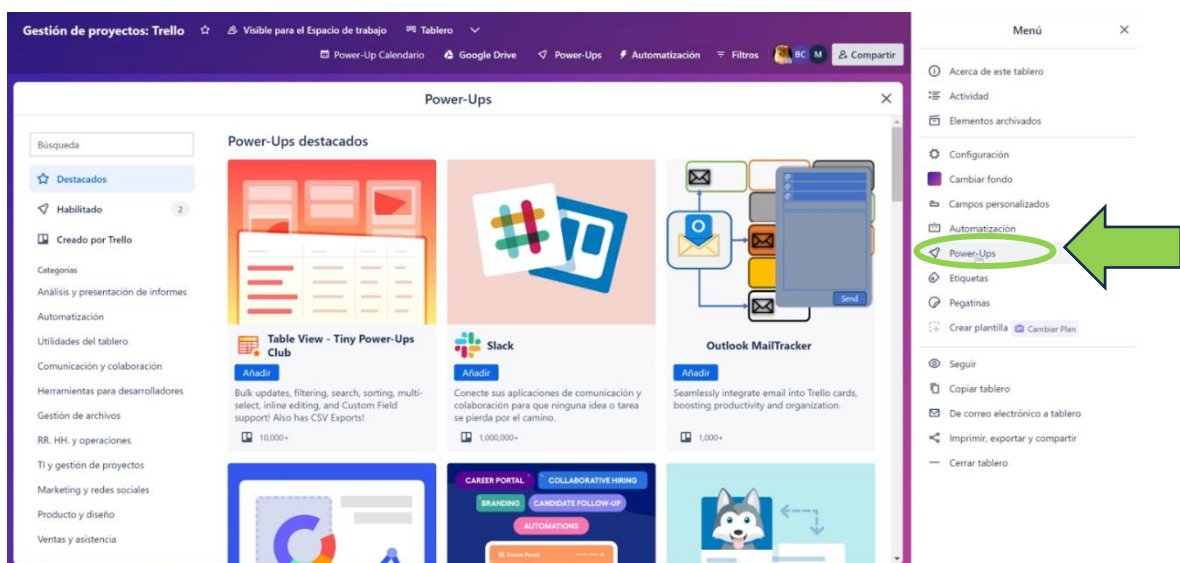 Gestión de proyectos: Trello
Visible para el Espacio de trabajo
Tablero
Power-Up Calendario
Google Drive
Power-Ups
Automatización
Filtros
BC
M
Compartir
Power-Ups
Búsqueda
Destacados
Habilitado
2
Creado por Trello
Categorías
Análisis y presentación de informes
Automatización
Utilidades del tablero
Comunicación y colaboración
Herramientas para desarrolladores
Gestión de archivos
RR. HH. y operaciones
TI y gestión de proyectos
Marketing y redes sociales
Producto y diseño
Ventas y asistencia
Power-Ups destacados
Table View - Tiny Power-Ups
Club
Añadir
Bulk updates, filtering, search, sorting, multi-
select, inline editing, and Custom Field
support! Also has CSV Exports!
10,000+
Slack
Añadir
Conecte sus aplicaciones de comunicación y
colaboración para que ninguna idea o tarea
se pierda por el camino.
1,000,000+
Send
Outlook MailTracker
Añadir
Seamlessly integrate email into Trello cards,
boosting productivity and organization.
1,000+
CAREER PORTAL
COLLABORATIVE HIRING
BRANDING
CANDIDATE FOLLOW-UP
AUTOMATIONS
Career Portal
Menú
Acerca de este tablero
Actividad
Elementos archivados
Configuración
Cambiar fondo
Campos personalizados
Automatización
Power-Ups
Etiquetas
Pegatinas
Crear plantilla
Cambiar Plan
Seguir
Copiar tablero
De correo electrónico a tablero
Imprimir, exportar y compartir
Cerrar tablero